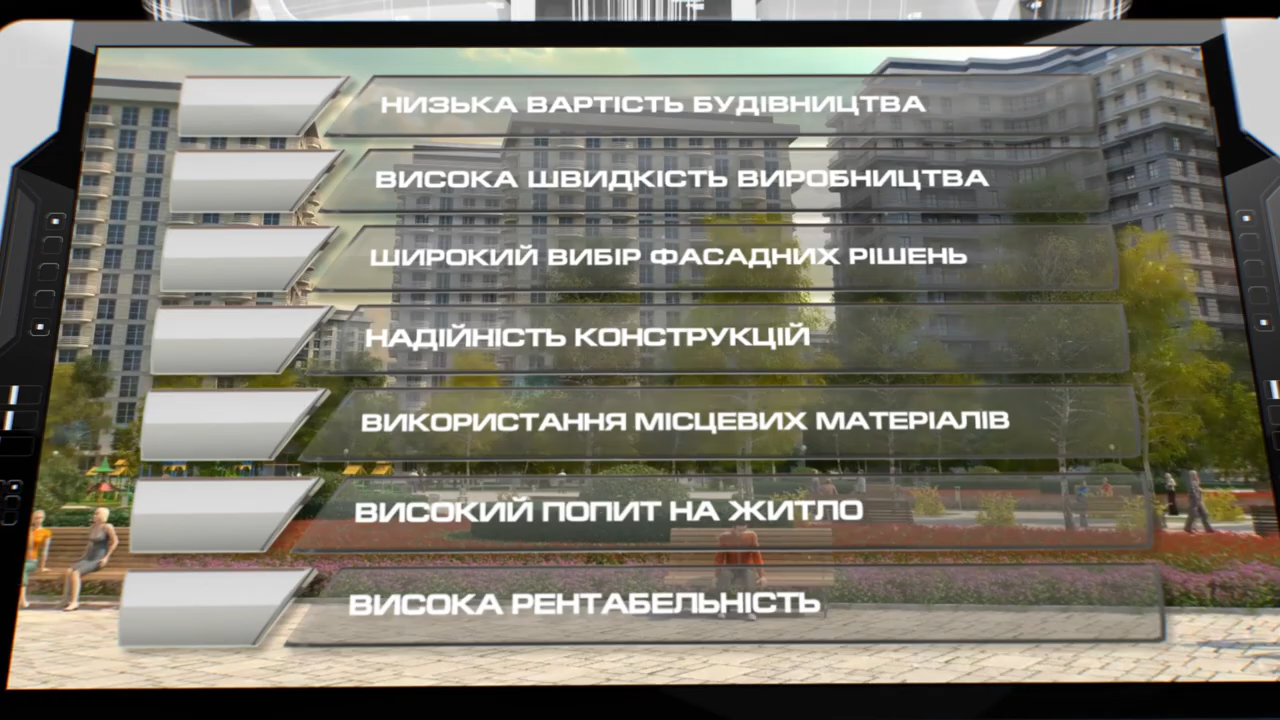 НИЗЬКА ВАРТІСТЬ БУДІВНИЦТВА
ВИСОКА ШВИДКІСТЬ ВИРОБНИЦТВА
ШИРОКИЙ ВИБІР ФАСАДНИХ РІШЕНЬ
НАДІЙНІСТЬ КОНСТРУКЦІЙ
ВИКОРИСТАННЯ МІСЦЕВИХ МАТЕРІАЛІВ
ВИСОКИЙ ПОПИТ НА ЖИТЛО
ВИСОКА РЕНТАБЕЛЬНІСТЬ